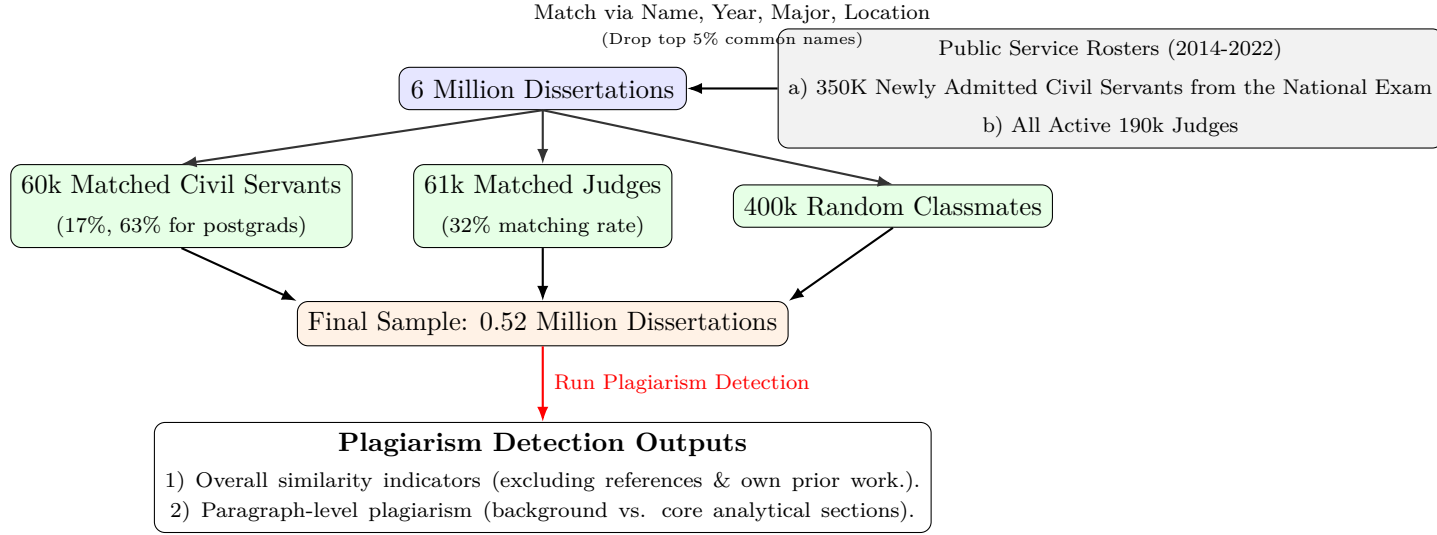 Match via Name, Year, Major, Location
(Drop top 5% common names)
Public Service Rosters (2014-2022)
a) 350K Newly Admitted Civil Servants from the National Exam
b) All Active 190k Judges
6 Million Dissertations
60k Matched Civil Servants
(17%, 63% for postgrads)
61k Matched Judges
(32% matching rate)
400k Random Classmates
Final Sample: 0.52 Million Dissertations
Run Plagiarism Detection
Plagiarism Detection Outputs
1) Overall similarity indicators (excluding references & own prior work.).
2) Paragraph-level plagiarism (background vs. core analytical sections).